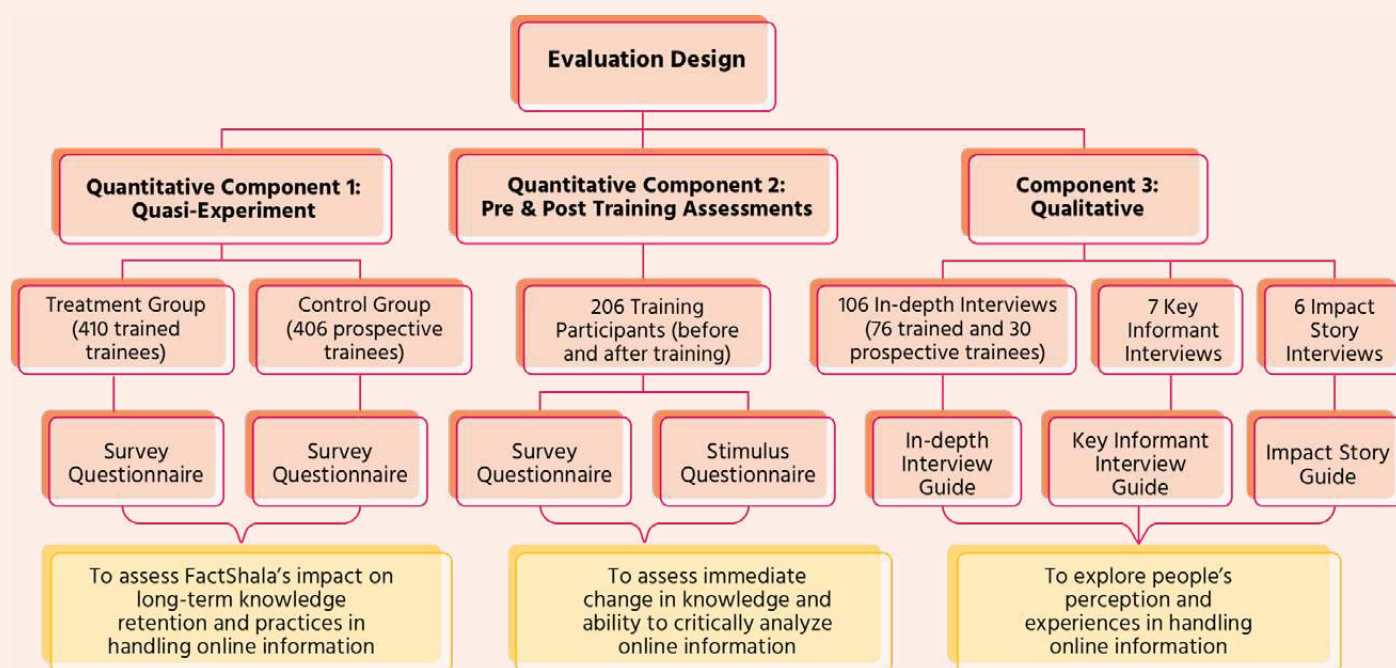 Evaluation Design
Quantitative Component 1:
Quasi-Experiment
Quantitative Component 2:
Pre & Post Training Assessments
Component 3:
Qualitative
Treatment Group
(410 trained
trainees)
Control Group
(406 prospective
trainees)
206 Training
Participants (before
and after training)
106 In-depth Interviews
(76 trained and 30
prospective trainees)
7 Key
Informant
Interviews
6 Impact
Story
Interviews
Survey
Questionnaire
Survey
Questionnaire
Survey
Questionnaire
Stimulus
Questionnaire
In-depth
Interview
Guide
Key Informant
Interview
Guide
Impact Story
Guide
To assess FactShala’s impact on
long-term knowledge
retention and practices in
handling online information
To assess immediate
change in knowledge and
ability to critically analyze
online information
To explore people’s
perception and
experiences in handling
online information